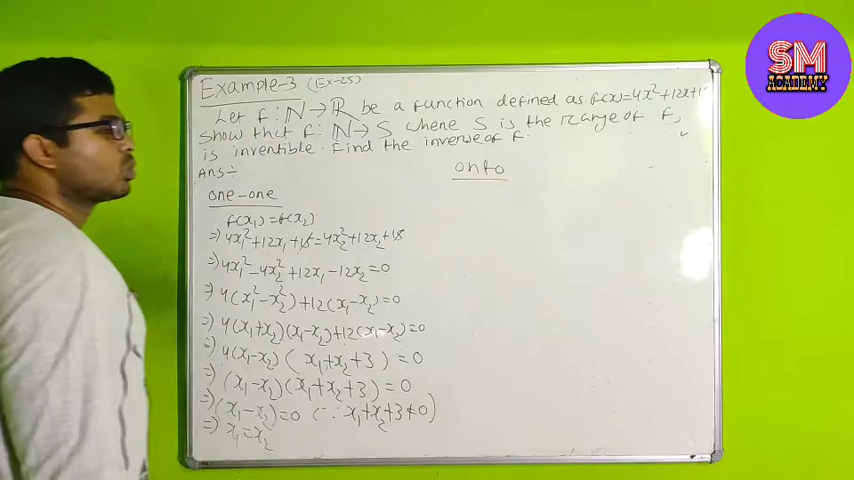 SM
ACADEMY
Example-3 (Ex-25)
Let f: N → R be a function defined as f(x)=4x²+12x+1
Show that f: N → S where S is the range of f,
is inventible. Find the inverse of f.
Ans:-
onto
one-one
f(x₁) = f(x₂)
⇒ 4x₁²+12x₁+15=4x₂²+12x₂+15
⇒ 4x₁²-4x₂²+12x₁-12x₂=0
⇒ 4(x₁²-x₂²)+12(x₁-x₂)=0
⇒ 4(x₁+x₂)(x₁-x₂)+12(x₁-x₂)=0
⇒ 4(x₁-x₂)(x₁+x₂+3)=0
⇒ (x₁-x₂)(x₁+x₂+3)=0
⇒ (x₁-x₂)=0 (∵ x₁+x₂+3≠0)
⇒ x₁=x₂